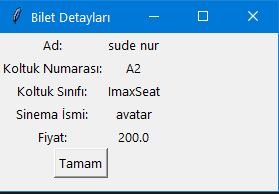 Bilet Detayları
Ad: sude nur
Koltuk Numarası: A2
Koltuk Sınıfı: ImaxSeat
Sinema İsmi: avatar
Fiyat: 200.0
Tamam